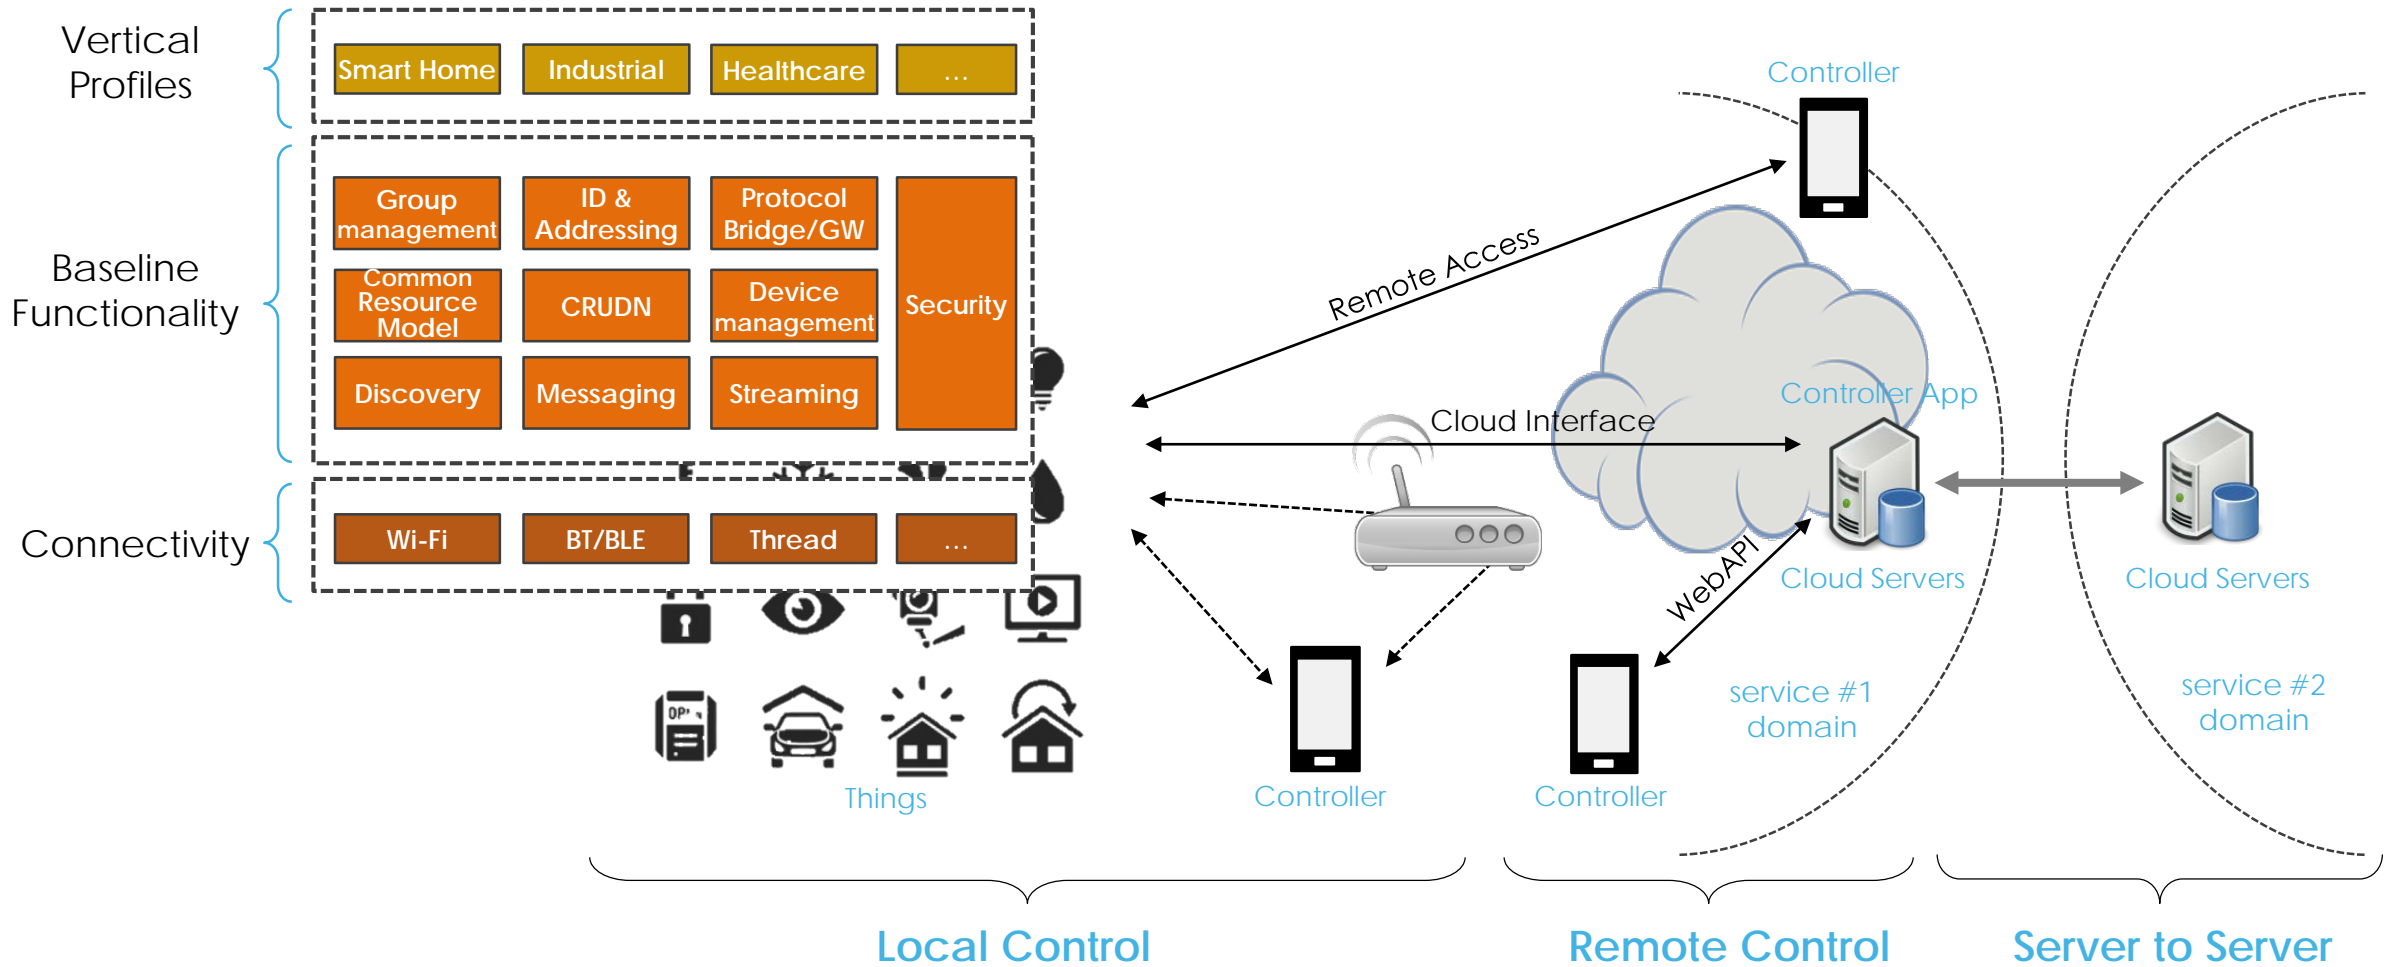 Vertical
Profiles
Smart Home
Industrial
Healthcare
...
Baseline
Functionality
Group
management
ID &
Addressing
Protocol
Bridge/GW
Security
Common
Resource
Model
CRUDN
Device
management
Discovery
Messaging
Streaming
Connectivity
Wi-Fi
BT/BLE
Thread
...
Things
Controller
Remote Access
Cloud Interface
Controller App
WebAPI
Cloud Servers
Cloud Servers
Controller
Controller
service #1
domain
service #2
domain
Local Control
Remote Control
Server to Server